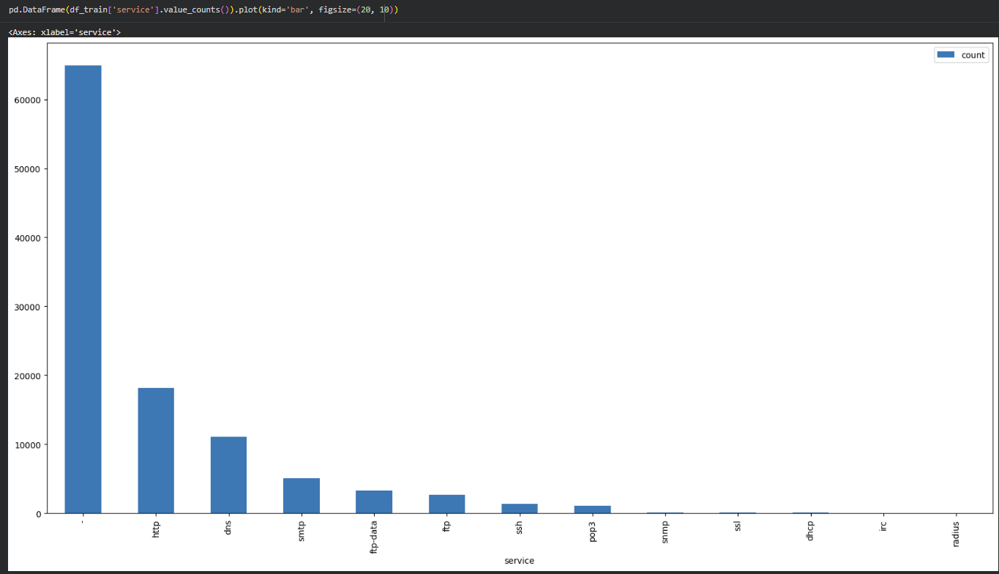 pd.DataFrame(df_train['service'].value_counts()).plot(kind='bar', figsize=(20, 10))
<Axes: xlabel='service'>
count
60000
50000
40000
30000
20000
10000
0
-
http
dns
smtp
ftp-data
ftp
ssh
pop3
snmp
ssl
dhcp
irc
radius
service